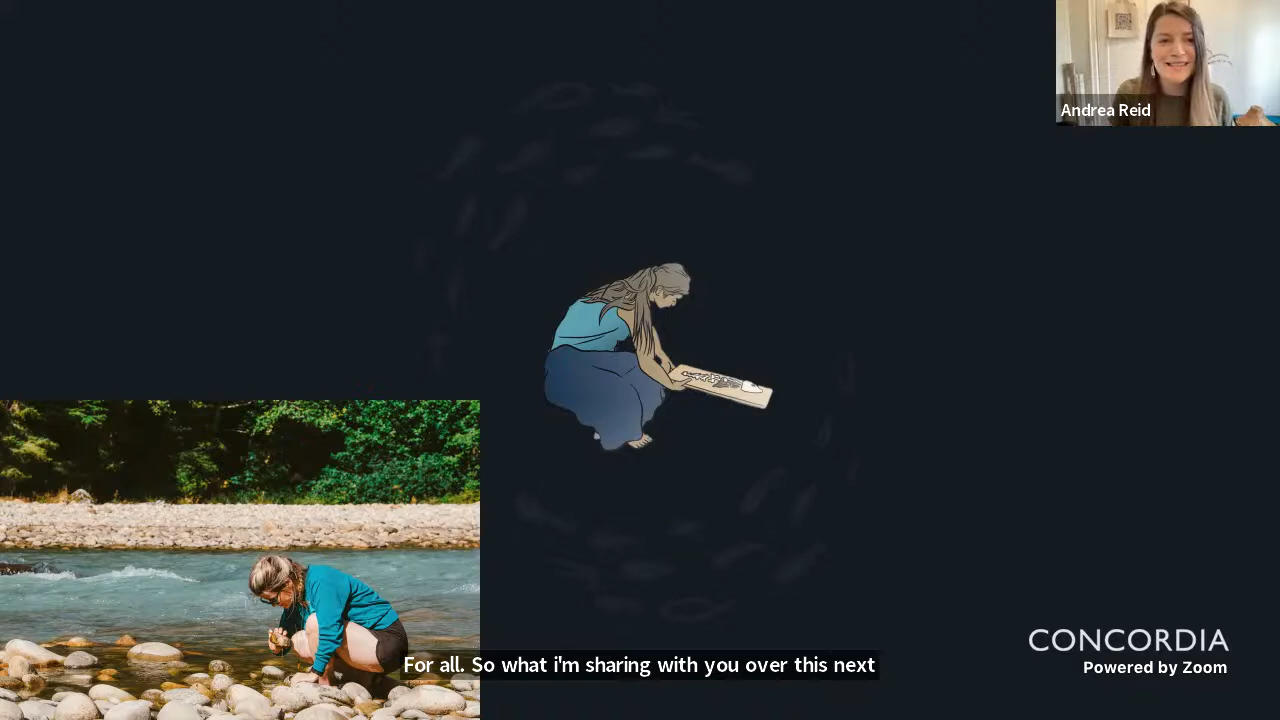 Andrea Reid
CONCORDIA
For all. So what i'm sharing with you over this next
Powered by Zoom